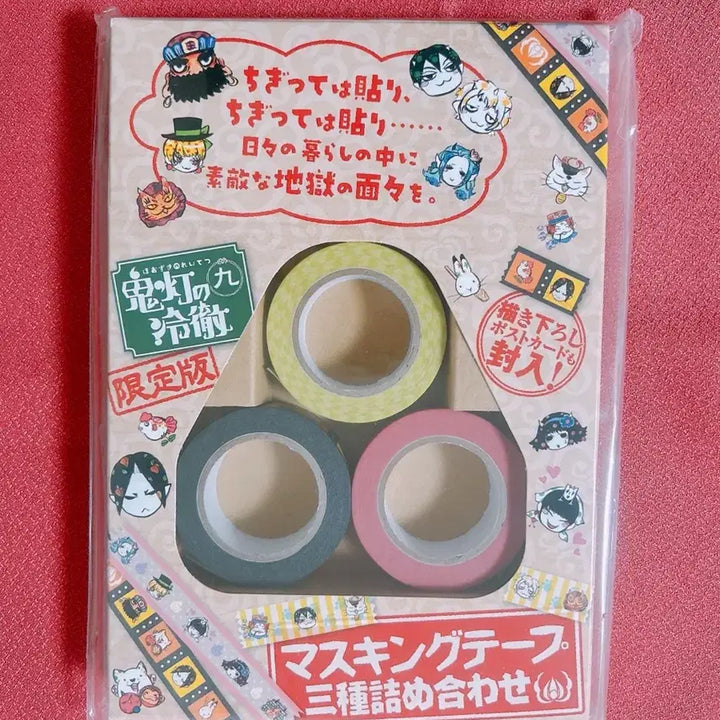 ちぎっては貼り、
ちぎっては貼り……
日々の暮らしの中に
素敵な地獄の面々を。
ほおずきのれいてつ
鬼灯の
九
冷徹
限定版
描き下ろし
ポストカードも
封入!
マスキングテープ
三種詰め合わせ